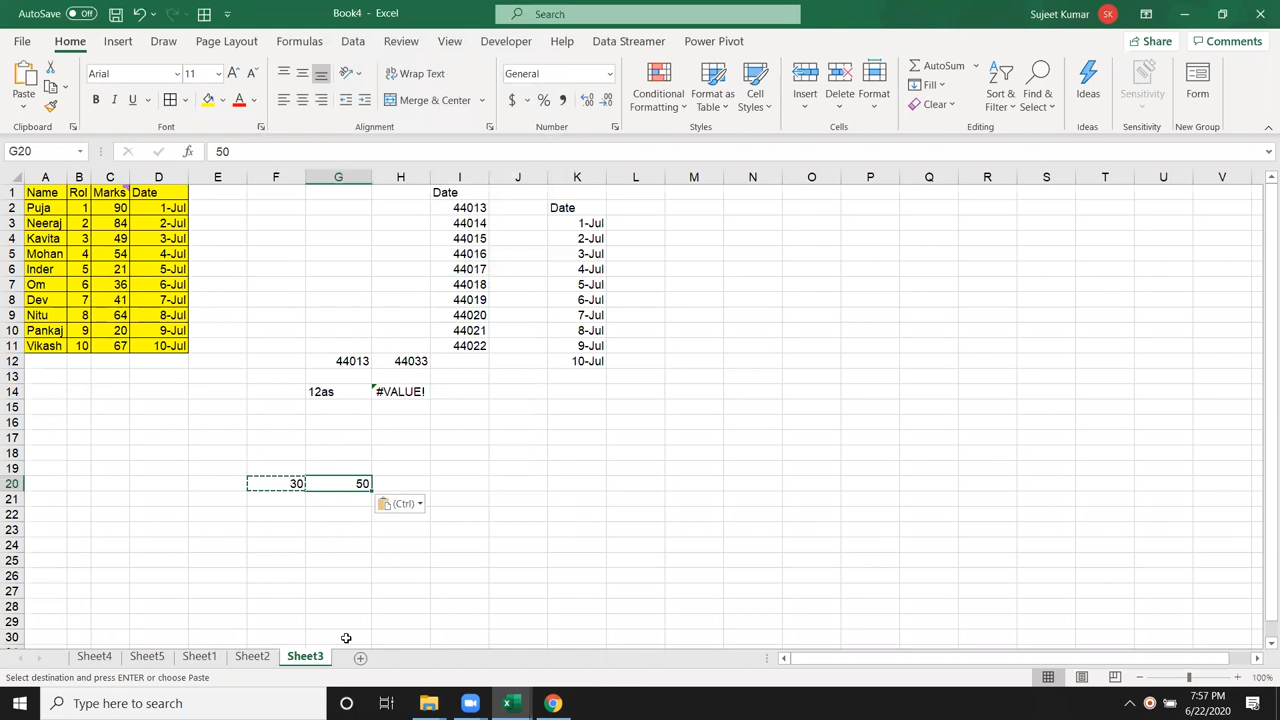 AutoSave Off Book4 - Excel Search Sujeet Kumar SK
File Home Insert Draw Page Layout Formulas Data Review View Developer Help Data Streamer Power Pivot Share Comments
Paste Arial 11 Wrap Text General Conditional Formatting Format as Table Cell Styles Insert Delete Format AutoSum Fill Clear Sort & Filter Find & Select Ideas Sensitivity Form
B I U A Merge & Center $ % ,
Clipboard Font Alignment Number Styles Cells Editing Ideas Sensitivity New Group
G20 fx 50
A B C D E F G H I J K L M N O P Q R S T U V
1 Name Rol Marks Date Date
2 Puja 1 90 1-Jul 44013 Date
3 Neeraj 2 84 2-Jul 44014 1-Jul
4 Kavita 3 49 3-Jul 44015 2-Jul
5 Mohan 4 54 4-Jul 44016 3-Jul
6 Inder 5 21 5-Jul 44017 4-Jul
7 Om 6 36 6-Jul 44018 5-Jul
8 Dev 7 41 7-Jul 44019 6-Jul
9 Nitu 8 64 8-Jul 44020 7-Jul
10 Pankaj 9 20 9-Jul 44021 8-Jul
11 Vikash 10 67 10-Jul 44022 9-Jul
12 44013 44033 10-Jul
13
14 12as #VALUE!
15
16
17
18
19
20 30 50
21 (Ctrl)
22
23
24
25
26
27
28
29
30
Sheet4 Sheet5 Sheet1 Sheet2 Sheet3
Select destination and press ENTER or choose Paste 100%
Type here to search 7:57 PM
6/22/2020